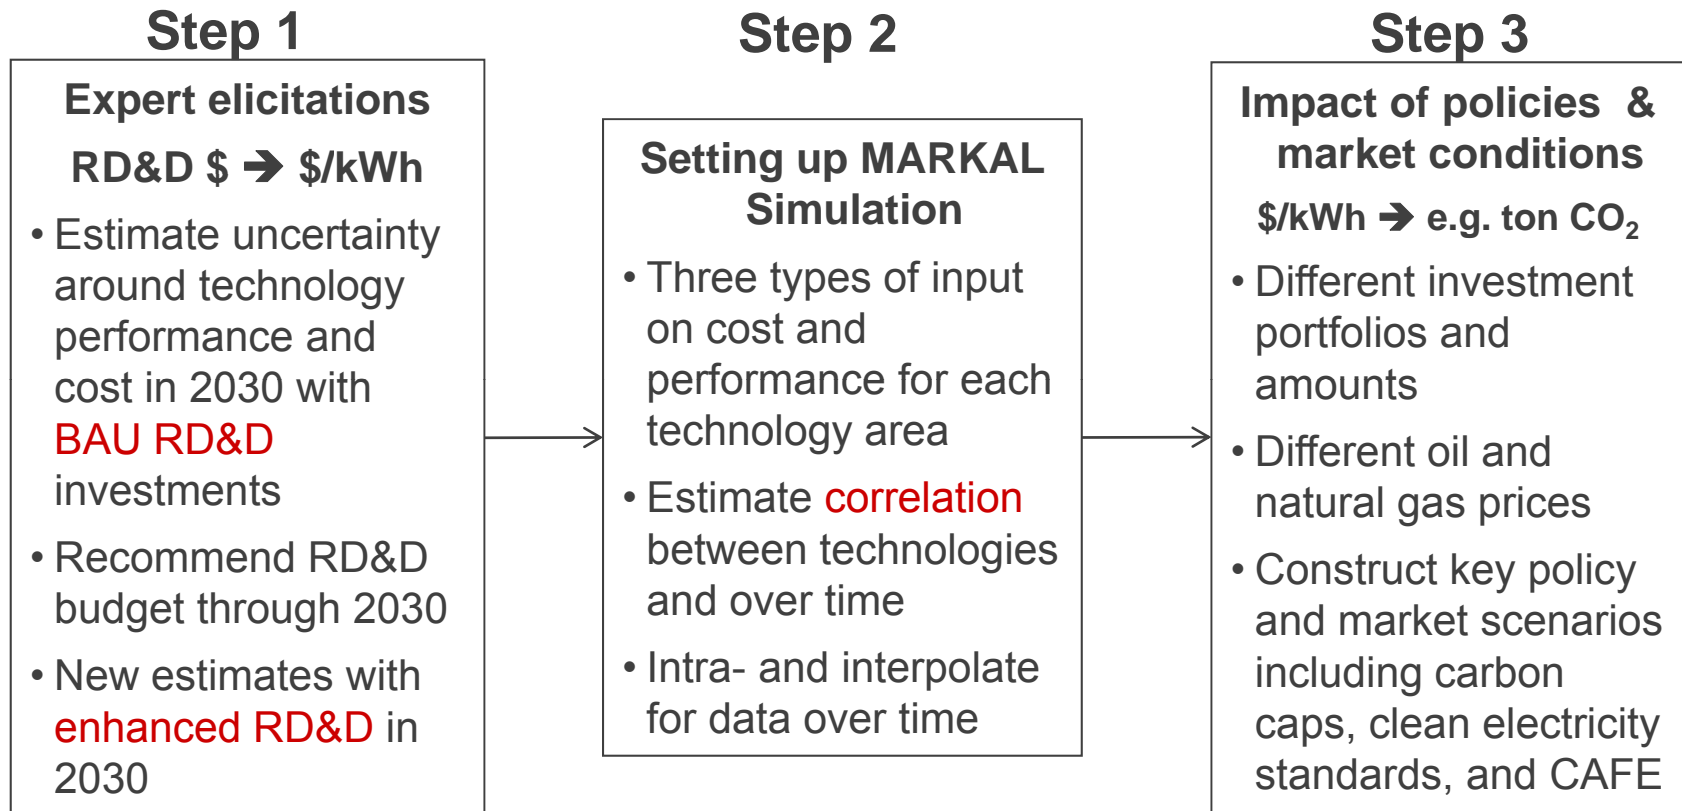 Step 1
Expert elicitations
RD&D $ ➔ $/kWh
• Estimate uncertainty
around technology
performance and
cost in 2030 with
BAU RD&D
investments
• Recommend RD&D
budget through 2030
• New estimates with
enhanced RD&D in
2030
Step 2
Setting up MARKAL
Simulation
• Three types of input
on cost and
performance for each
technology area
• Estimate correlation
between technologies
and over time
• Intra- and interpolate
for data over time
Step 3
Impact of policies &
market conditions
$/kWh ➔ e.g. ton CO₂
• Different investment
portfolios and
amounts
• Different oil and
natural gas prices
• Construct key policy
and market scenarios
including carbon
caps, clean electricity
standards, and CAFE